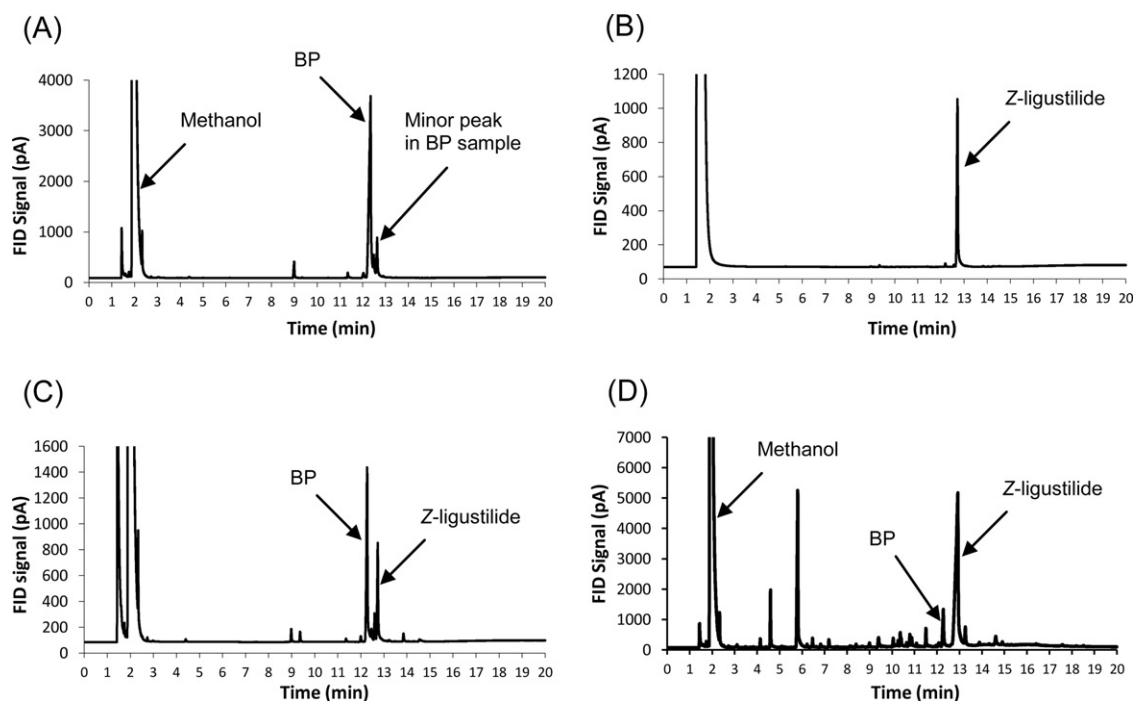 (A)
BP
Methanol
Minor peak
in BP sample
FID Signal (pA)
4000
3000
2000
1000
0
0 1 2 3 4 5 6 7 8 9 10 11 12 13 14 15 16 17 18 19 20
Time (min)
(B)
Z-ligustilide
FID Signal (pA)
1200
1000
800
600
400
200
0
0 1 2 3 4 5 6 7 8 9 10 11 12 13 14 15 16 17 18 19 20
Time (min)
(C)
BP
Z-ligustilide
FID signal (pA)
1600
1400
1200
1000
800
600
400
200
0
0 1 2 3 4 5 6 7 8 9 10 11 12 13 14 15 16 17 18 19 20
Time (min)
(D)
Methanol
Z-ligustilide
BP
FID Signal (pA)
7000
6000
5000
4000
3000
2000
1000
0
0 1 2 3 4 5 6 7 8 9 10 11 12 13 14 15 16 17 18 19 20
Time (min)